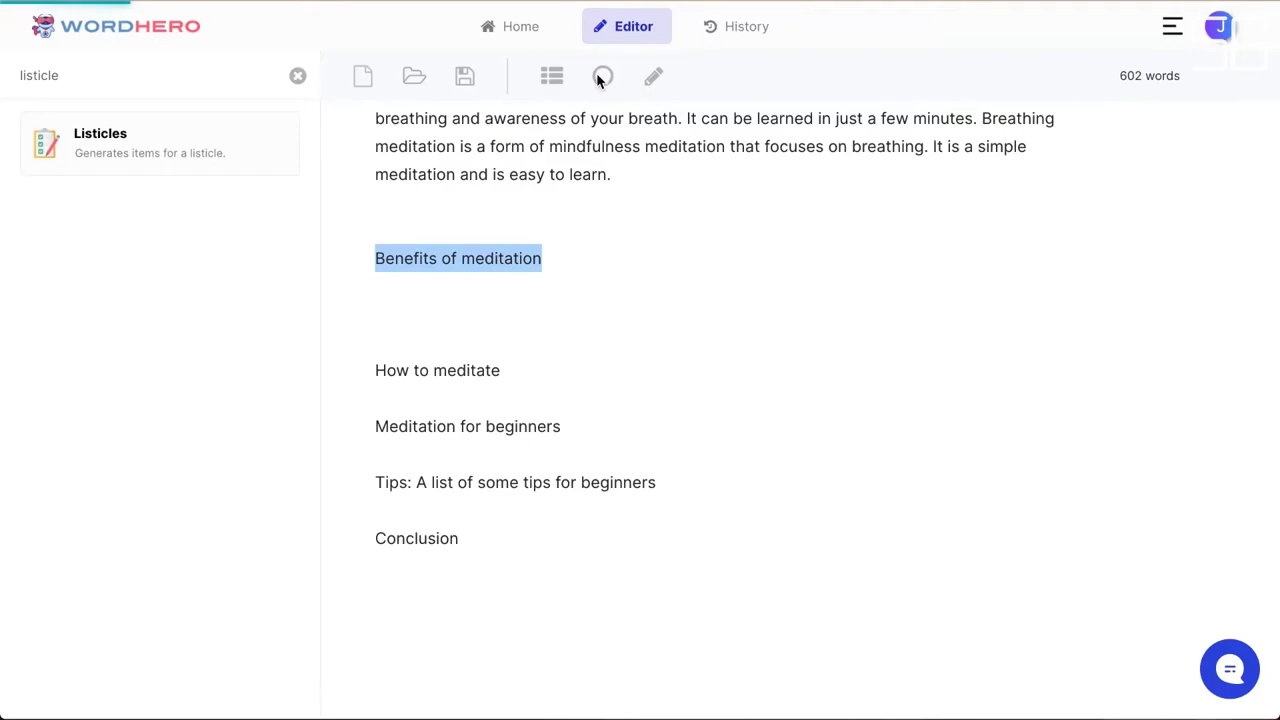 WORDHERO
Home
Editor
History
J
listicle
602 words
Listicles
Generates items for a listicle.
breathing and awareness of your breath. It can be learned in just a few minutes. Breathing
meditation is a form of mindfulness meditation that focuses on breathing. It is a simple
meditation and is easy to learn.
Benefits of meditation
How to meditate
Meditation for beginners
Tips: A list of some tips for beginners
Conclusion